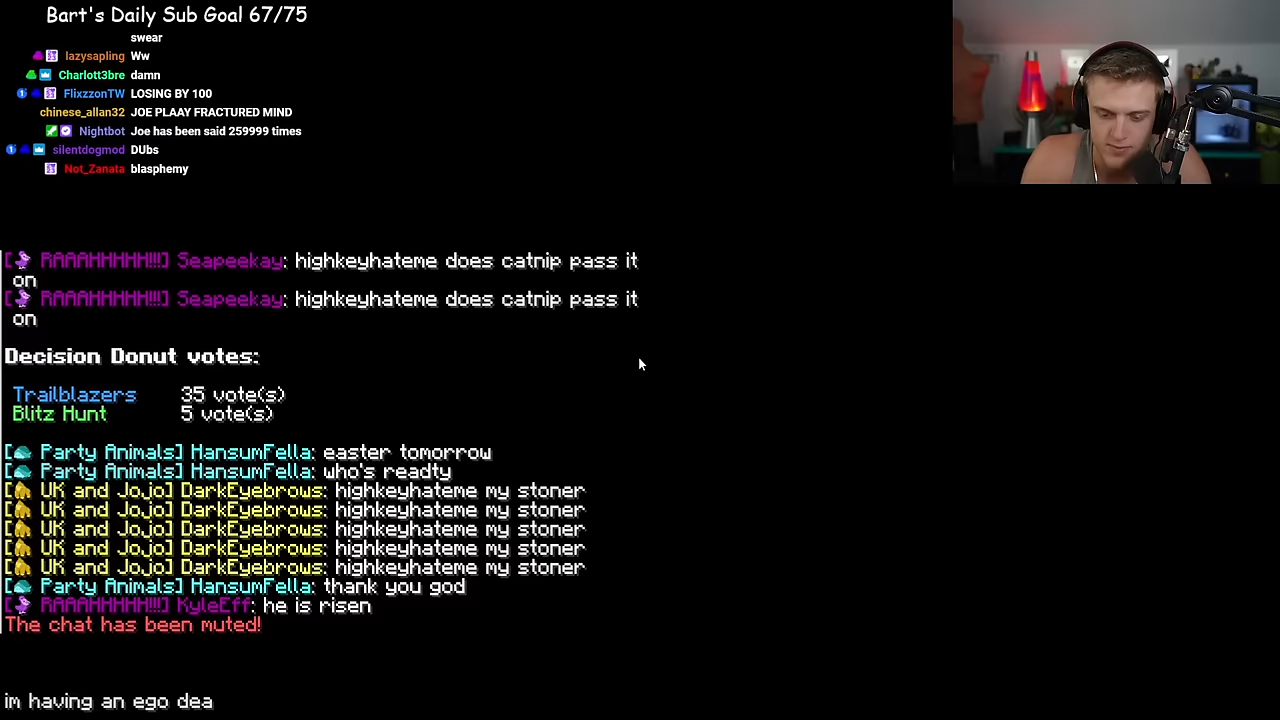 Bart's Daily Sub Goal 67/75
swear
lazysapling Ww
Charlott3bre damn
FlixzzonTW LOSING BY 100
chinese_allan32 JOE PLAAY FRACTURED MIND
Nightbot Joe has been said 259999 times
silentdogmod DUbs
Not_Zanata blasphemy
[ RAAAHHHHH!!!] Seapeekay: highkeyhateme does catnip pass it
on
[ RAAAHHHHH!!!] Seapeekay: highkeyhateme does catnip pass it
on
Decision Donut votes:
Trailblazers 35 vote(s)
Blitz Hunt 5 vote(s)
[ Party Animals] HansumFella: easter tomorrow
[ Party Animals] HansumFella: who's readty
[ UK and Jojo] DarkEyebrows: highkeyhateme my stoner
[ UK and Jojo] DarkEyebrows: highkeyhateme my stoner
[ UK and Jojo] DarkEyebrows: highkeyhateme my stoner
[ UK and Jojo] DarkEyebrows: highkeyhateme my stoner
[ UK and Jojo] DarkEyebrows: highkeyhateme my stoner
[ Party Animals] HansumFella: thank you god
[ RAAAHHHHH!!!] KyleEff: he is risen
The chat has been muted!
im having an ego dea